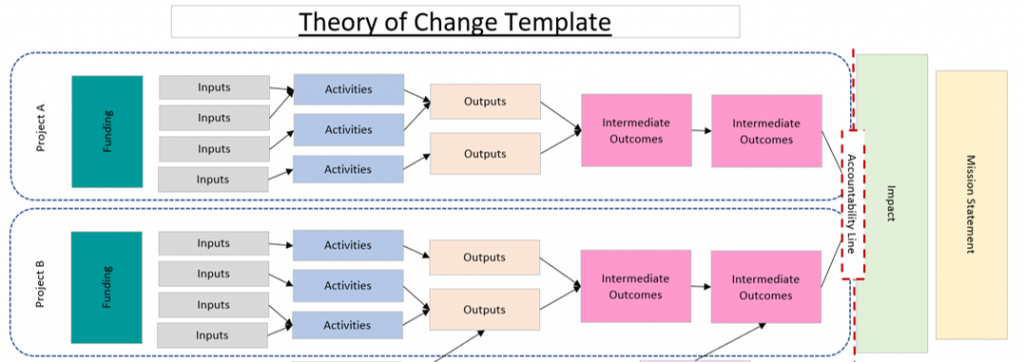 Theory of Change Template
Project A
Funding
Inputs
Inputs
Inputs
Inputs
Activities
Activities
Activities
Outputs
Outputs
Intermediate
Outcomes
Intermediate
Outcomes
Project B
Funding
Inputs
Inputs
Inputs
Inputs
Activities
Activities
Activities
Outputs
Outputs
Intermediate
Outcomes
Intermediate
Outcomes
Accountability Line
Impact
Mission Statement